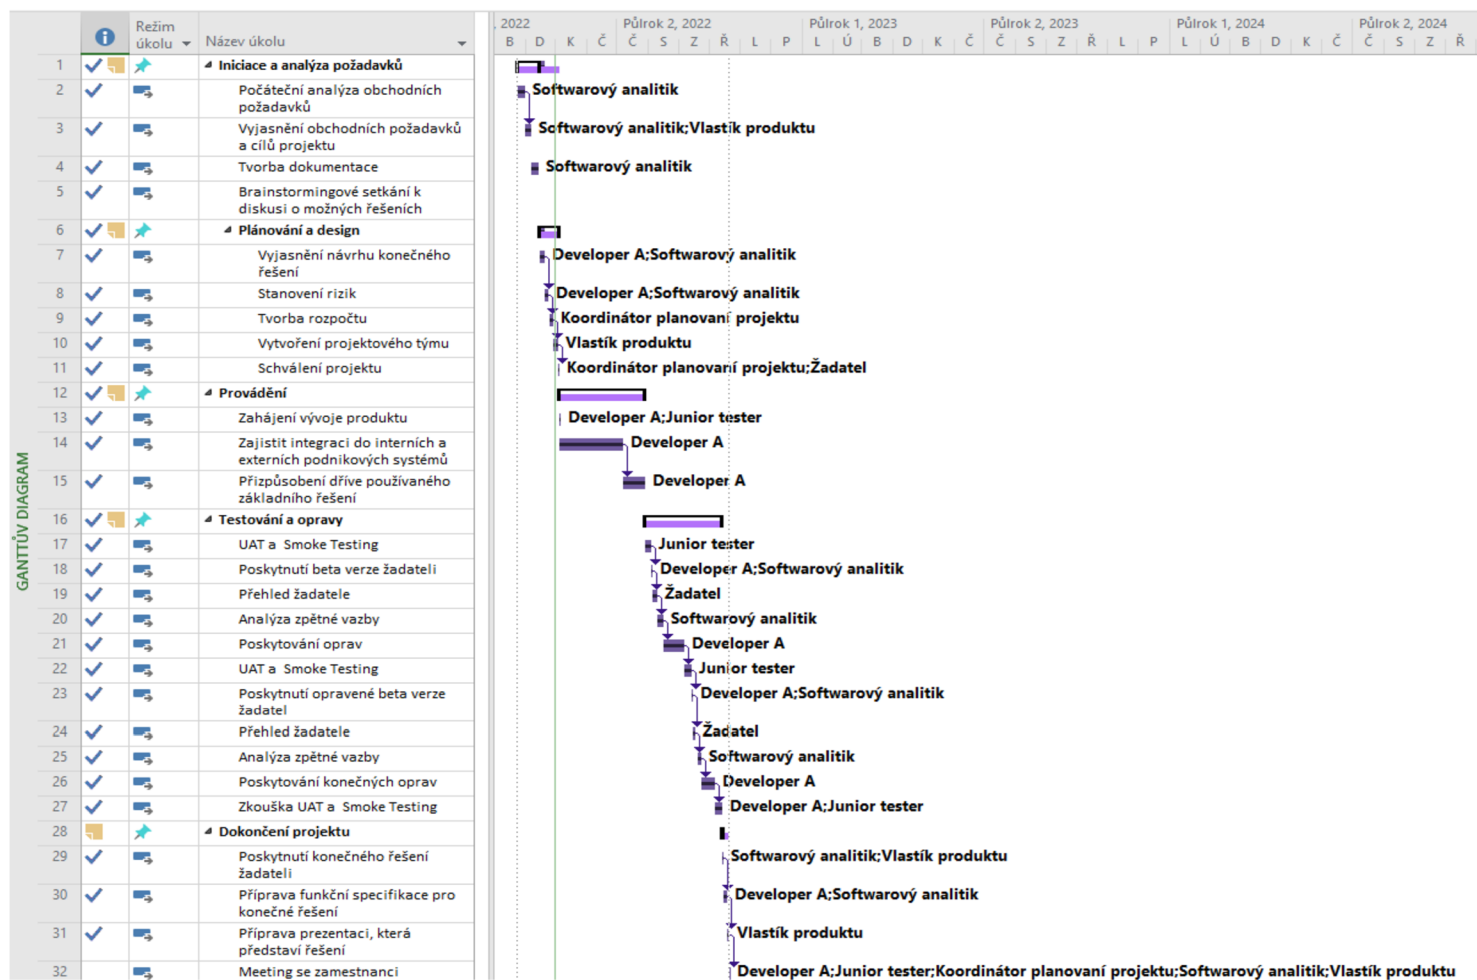 GANTTŮV DIAGRAM
Režim
úkolu
Název úkolu
, 2022
Půlrok 2, 2022
Půlrok 1, 2023
Půlrok 2, 2023
Půlrok 1, 2024
Půlrok 2, 2024
B D K Č Č S Z Ř L P L Ú B D K Č Č S Z Ř L P L Ú B D K Č Č S Z Ř
1 Iniciace a analýza požadavků
2 Počáteční analýza obchodních
požadavků
Softwarový analitik
3 Vyjasnění obchodních požadavků
a cílů projektu
Softwarový analitik;Vlastík produktu
4 Tvorba dokumentace
Softwarový analitik
5 Brainstormingové setkání k
diskusi o možných řešeních
6 Plánování a design
7 Vyjasnění návrhu konečného
řešení
Developer A;Softwarový analitik
8 Stanovení rizik
Developer A;Softwarový analitik
9 Tvorba rozpočtu
Koordinátor planovaní projektu
10 Vytvoření projektového týmu
Vlastík produktu
11 Schválení projektu
Koordinátor planovaní projektu;Žadatel
12 Provádění
13 Zahájení vývoje produktu
Developer A;Junior tester
14 Zajistit integraci do interních a
externích podnikových systémů
Developer A
15 Přizpůsobení dříve používaného
základního řešení
Developer A
16 Testování a opravy
17 UAT a Smoke Testing
Junior tester
18 Poskytnutí beta verze žadateli
Developer A;Softwarový analitik
19 Přehled žadatele
Žadatel
20 Analýza zpětné vazby
Softwarový analitik
21 Poskytování oprav
Developer A
22 UAT a Smoke Testing
Junior tester
23 Poskytnutí opravené beta verze
žadatel
Developer A;Softwarový analitik
24 Přehled žadatele
Žadatel
25 Analýza zpětné vazby
Softwarový analitik
26 Poskytování konečných oprav
Developer A
27 Zkouška UAT a Smoke Testing
Developer A;Junior tester
28 Dokončení projektu
29 Poskytnutí konečného řešení
žadateli
Softwarový analitik;Vlastík produktu
30 Příprava funkční specifikace pro
konečné řešení
Developer A;Softwarový analitik
31 Příprava prezentaci, která
představí řešení
Vlastík produktu
32 Meeting se zamestnanci
Developer A;Junior tester;Koordinátor planovaní projektu;Softwarový analitik;Vlastík produktu